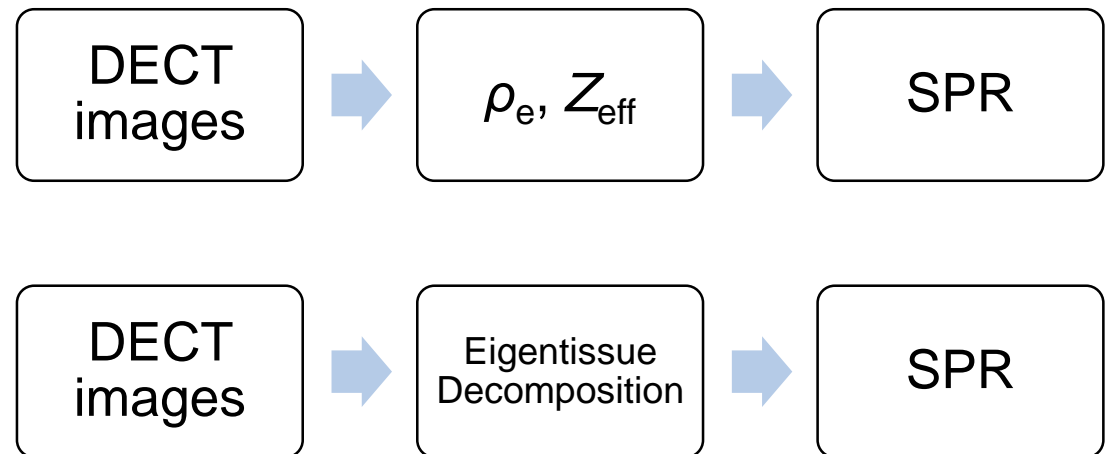 DECT
images
ρe, Zeff
SPR
DECT
images
Eigentissue
Decomposition
SPR